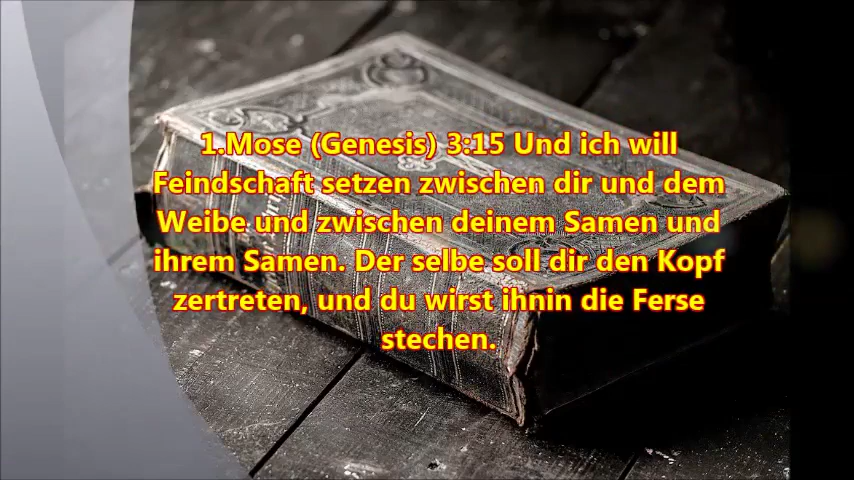 1.Mose (Genesis) 3:15 Und ich will
Feindschaft setzen zwischen dir und dem
Weibe und zwischen deinem Samen und
ihrem Samen. Der selbe soll dir den Kopf
zertreten, und du wirst ihnin die Ferse
stechen.